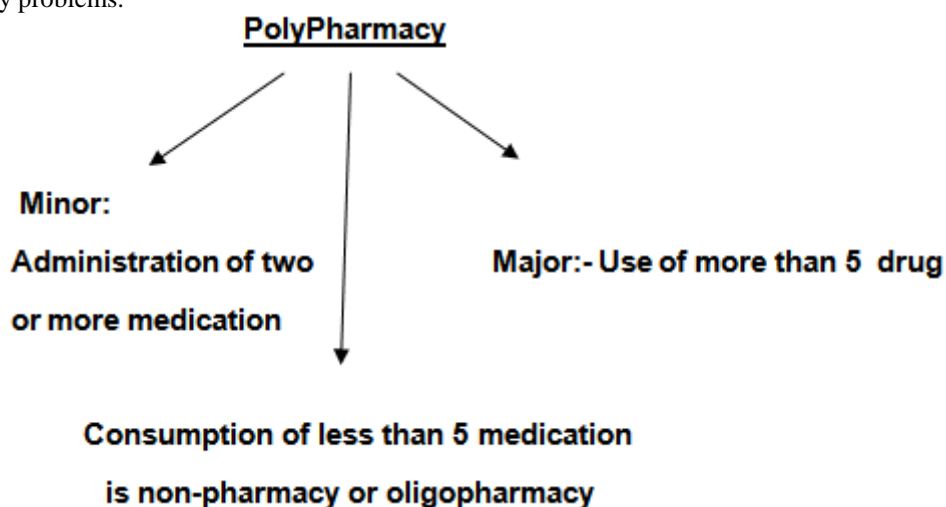 y problems.
PolyPharmacy
Minor:
Administration of two
or more medication
Major:- Use of more than 5 drug
Consumption of less than 5 medication
is non-pharmacy or oligopharmacy